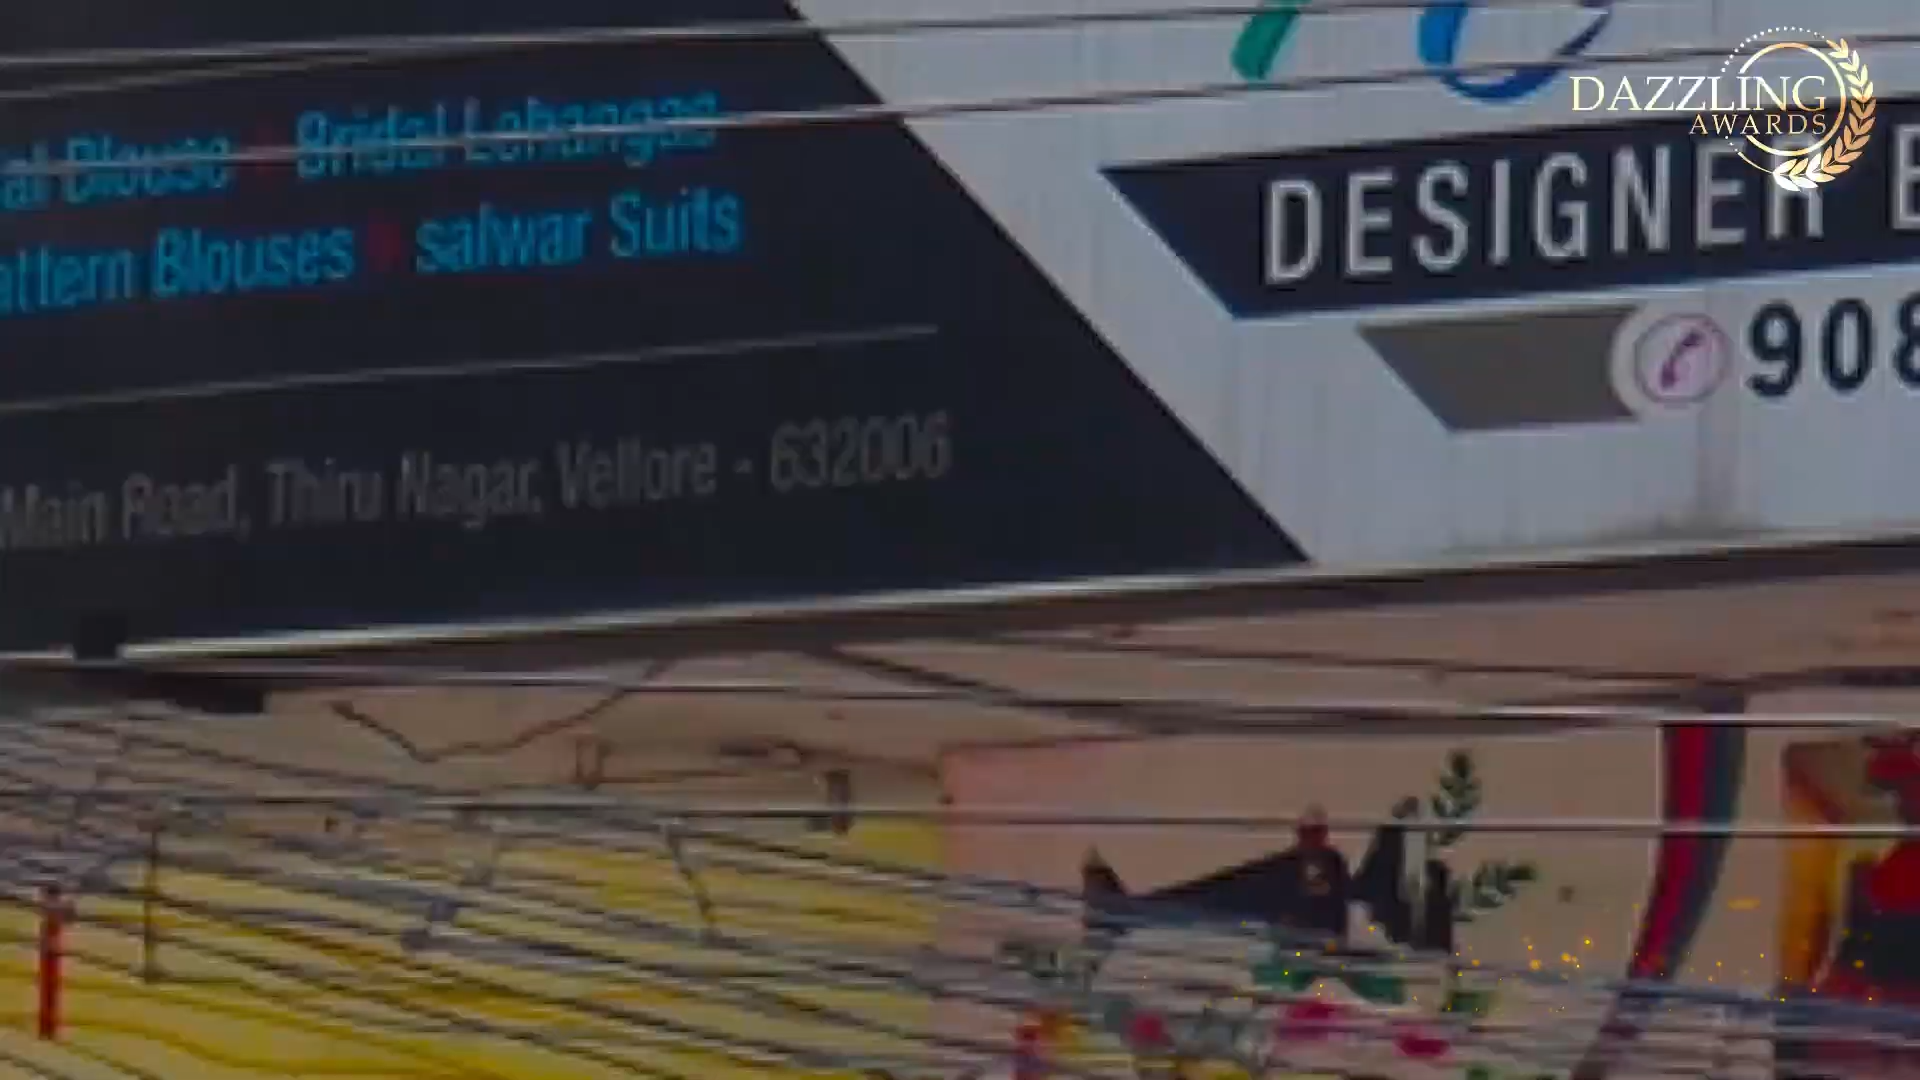 al Blouse Bridal Lehangas
attern Blouses salwar Suits
Main Road, Thiru Nagar, Vellore - 632006
DESIGNER
908
DAZZLING
AWARDS